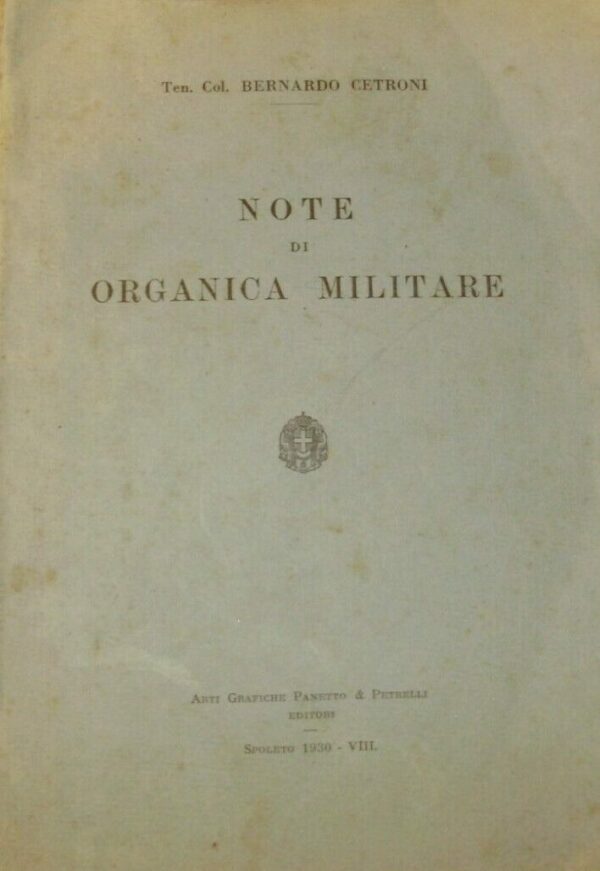 Ten. Col. BERNARDO CETRONI
NOTE
DI
ORGANICA MILITARE
ARTI GRAFICHE PANETTO & PETRELLI
EDITORI
SPOLETO 1930 - VIII.